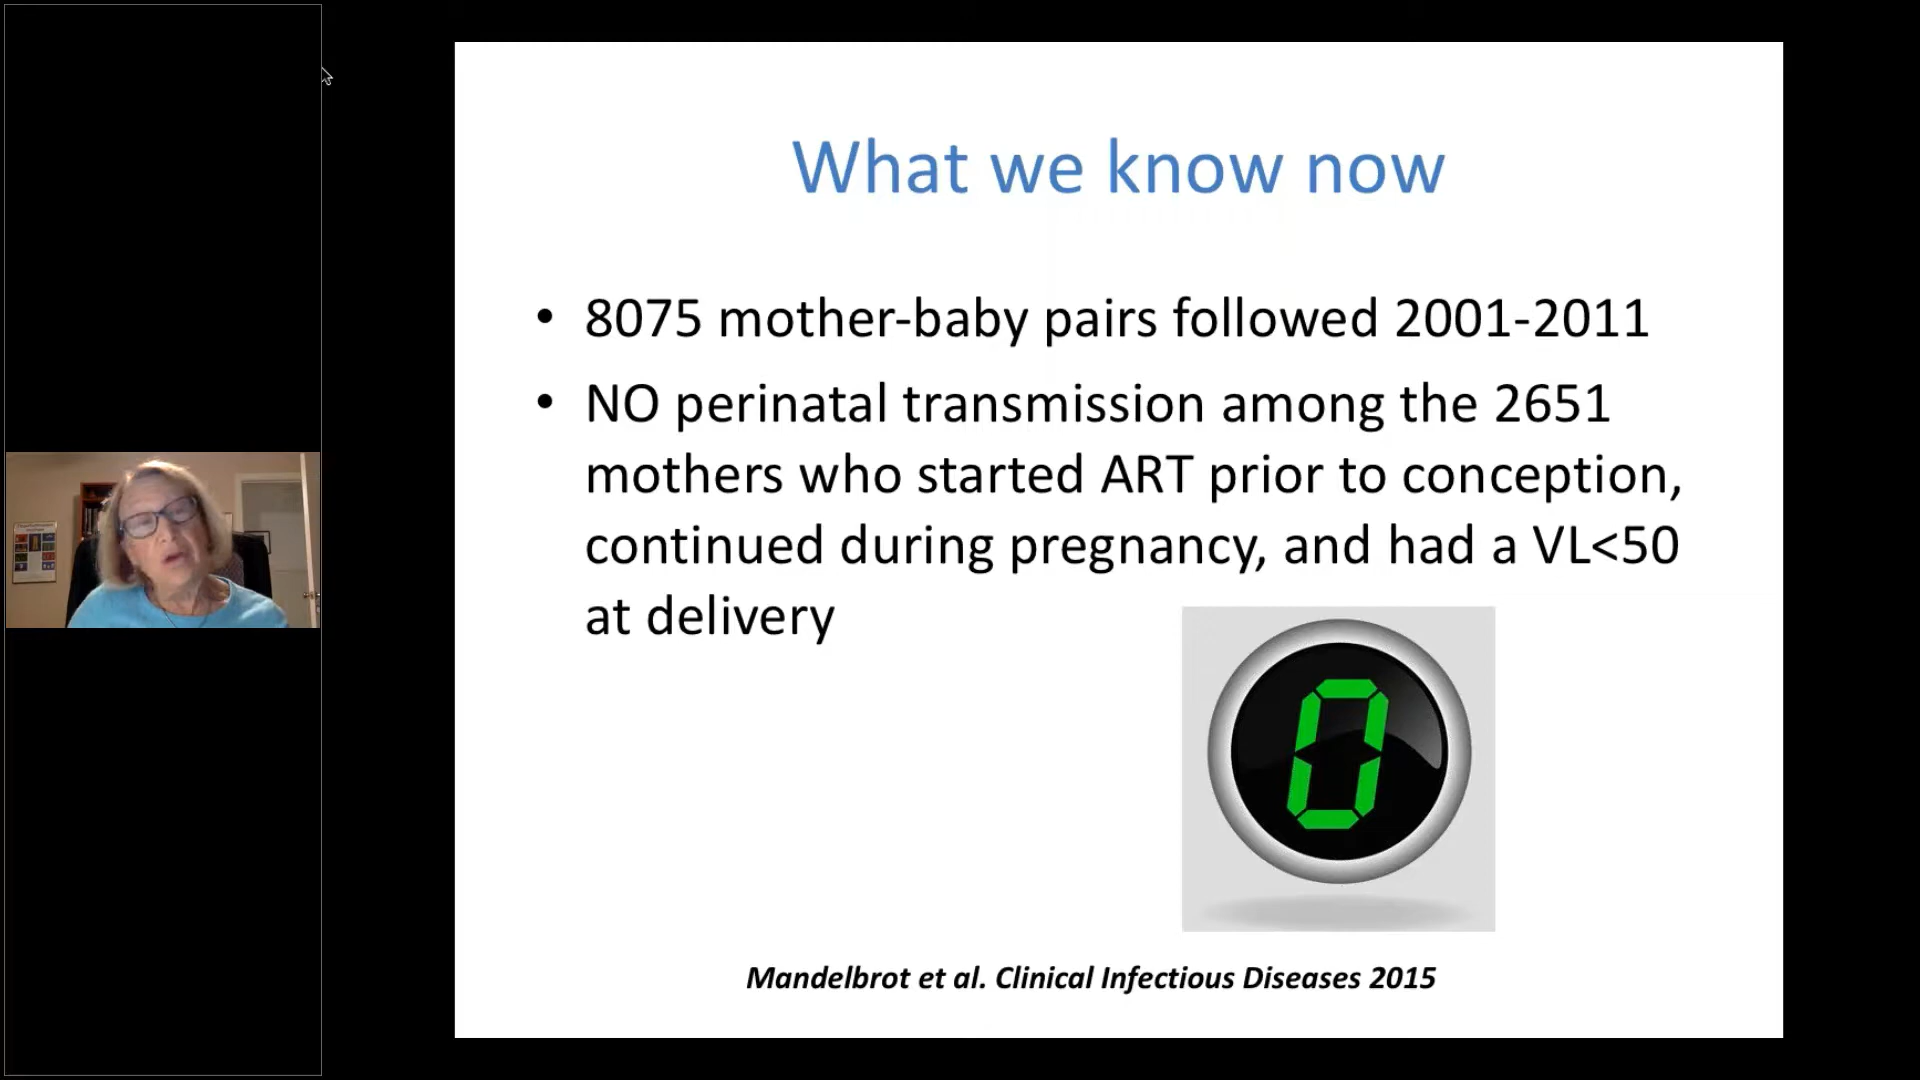 What we know now
• 8075 mother-baby pairs followed 2001-2011
• NO perinatal transmission among the 2651
mothers who started ART prior to conception,
continued during pregnancy, and had a VL<50
at delivery
0
Mandelbrot et al. Clinical Infectious Diseases 2015